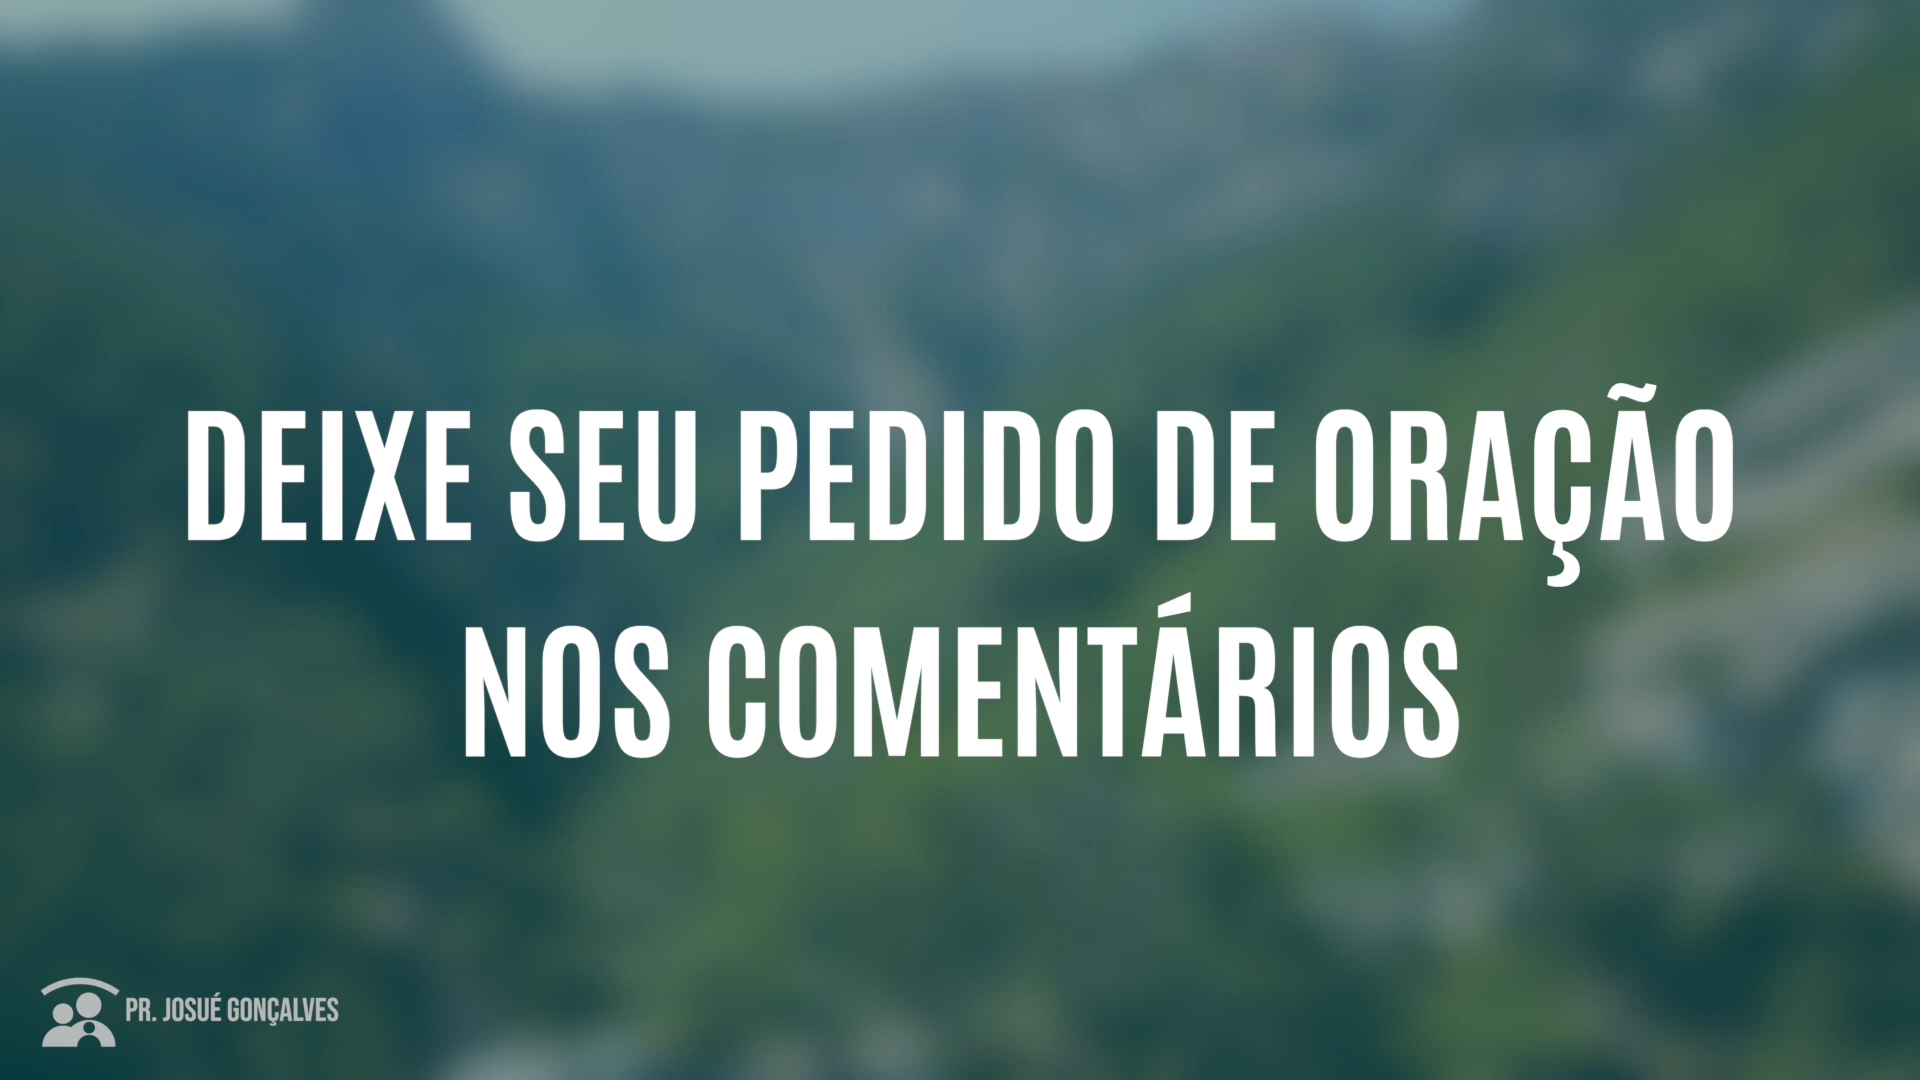 DEIXE SEU PEDIDO DE ORAÇÃO
NOS COMENTÁRIOS
PR. JOSUÉ GONÇALVES